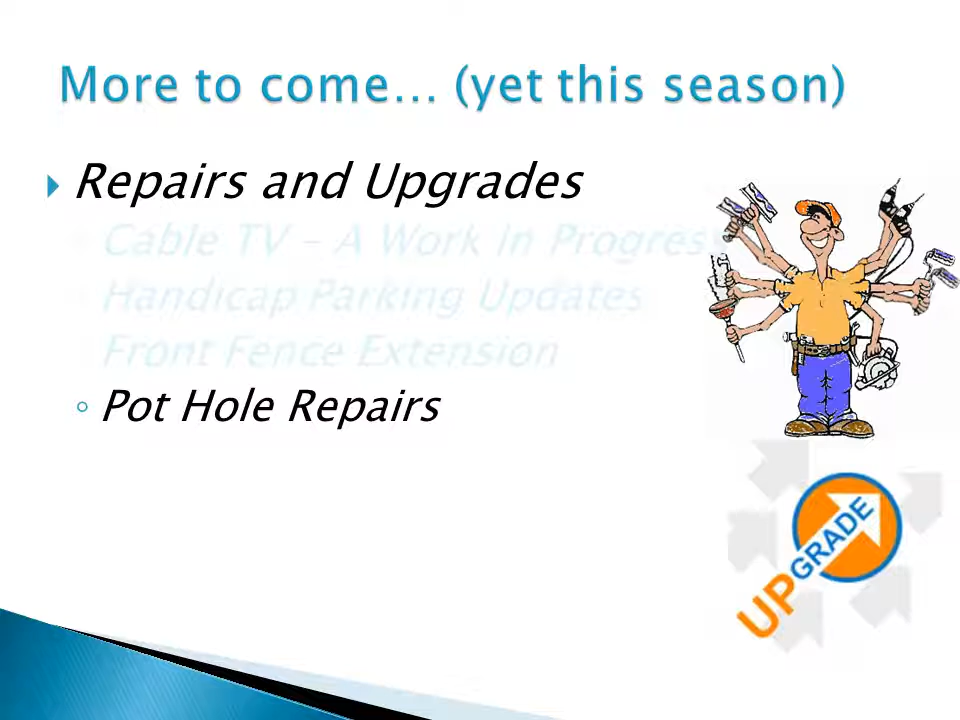 More to come… (yet this season)
Repairs and Upgrades
Cable TV – A Work in Progress
Handicap Parking Updates
Front Fence Extension
Pot Hole Repairs
UPGRADE